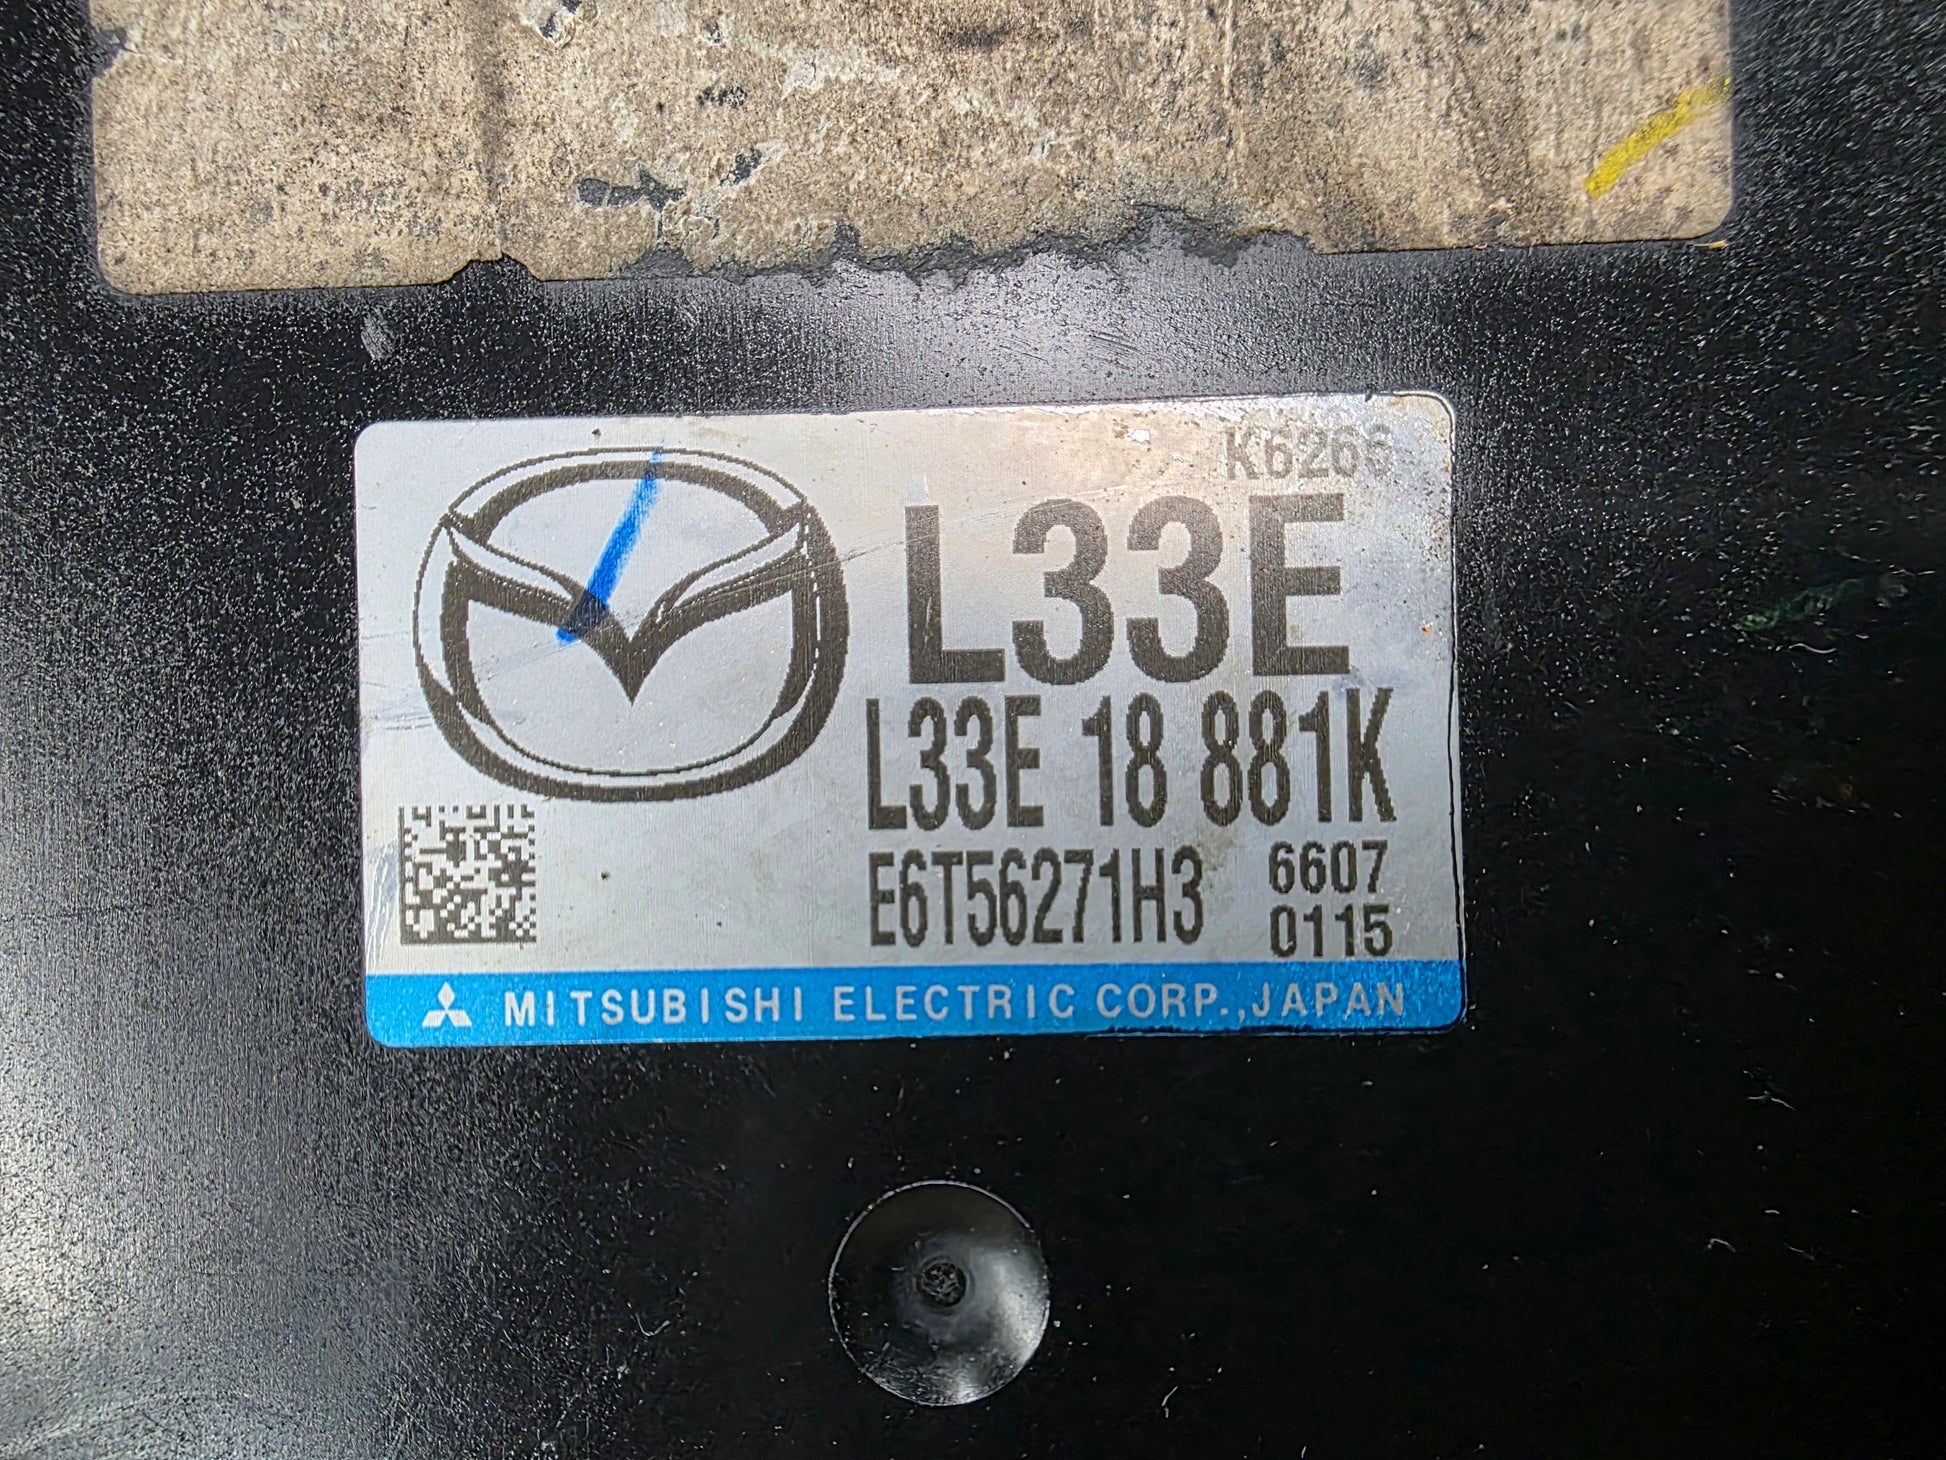 K6266
L33E
L33E 18 881K
E6T56271H3 6607
0115
MITSUBISHI ELECTRIC CORP.,JAPAN